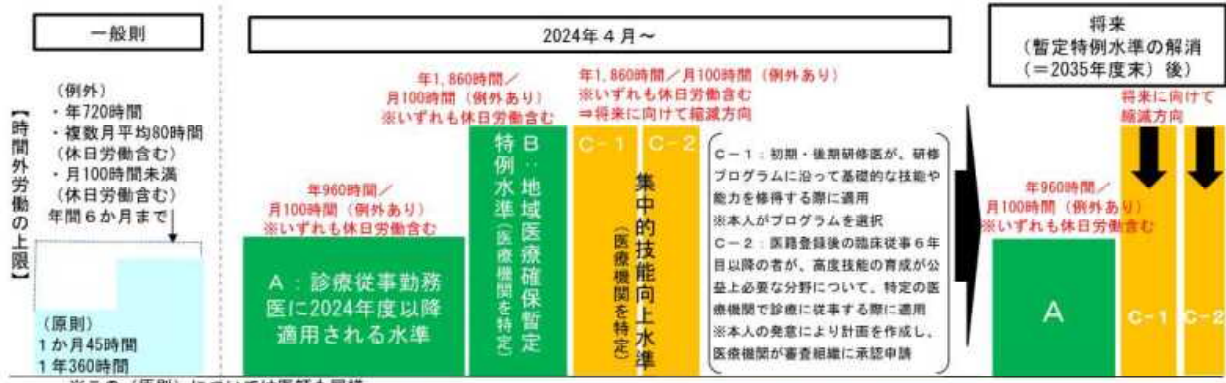 【時間外労働の上限】
一般則
(例外)
・年720時間
・複数月平均80時間
(休日労働含む)
・月100時間未満
(休日労働含む)
年間6か月まで
(原則)
1か月45時間
1年360時間
※この(原則)については医師も同様
2024年4月~
年960時間/
月100時間(例外あり)
※いずれも休日労働含む
A:診療従事勤務
医に2024年度以降
適用される水準
年1,860時間/
月100時間(例外あり)
※いずれも休日労働含む
B:地域医療確保暫定
特例水準(医療機関を特定)
年1,860時間/月100時間(例外あり)
※いずれも休日労働含む
⇒将来に向けて縮減方向
C-1
C-2
集中的技能向上水準
(医療機関を特定)
C-1:初期・後期研修医が、研修
プログラムに沿って基礎的な技能や
能力を修得する際に適用
※本人がプログラムを選択
C-2:医籍登録後の臨床従事6年
目以降の者が、高度技能の育成が公
益上必要な分野について、特定の医
療機関で診療に従事する際に適用
※本人の発意により計画を作成し、
医療機関が審査組織に承認申請
将来
(暫定特例水準の解消
(=2035年度末)後)
将来に向けて
縮減方向
年960時間/
月100時間(例外あり)
※いずれも休日労働含む
A
C-1
C-2